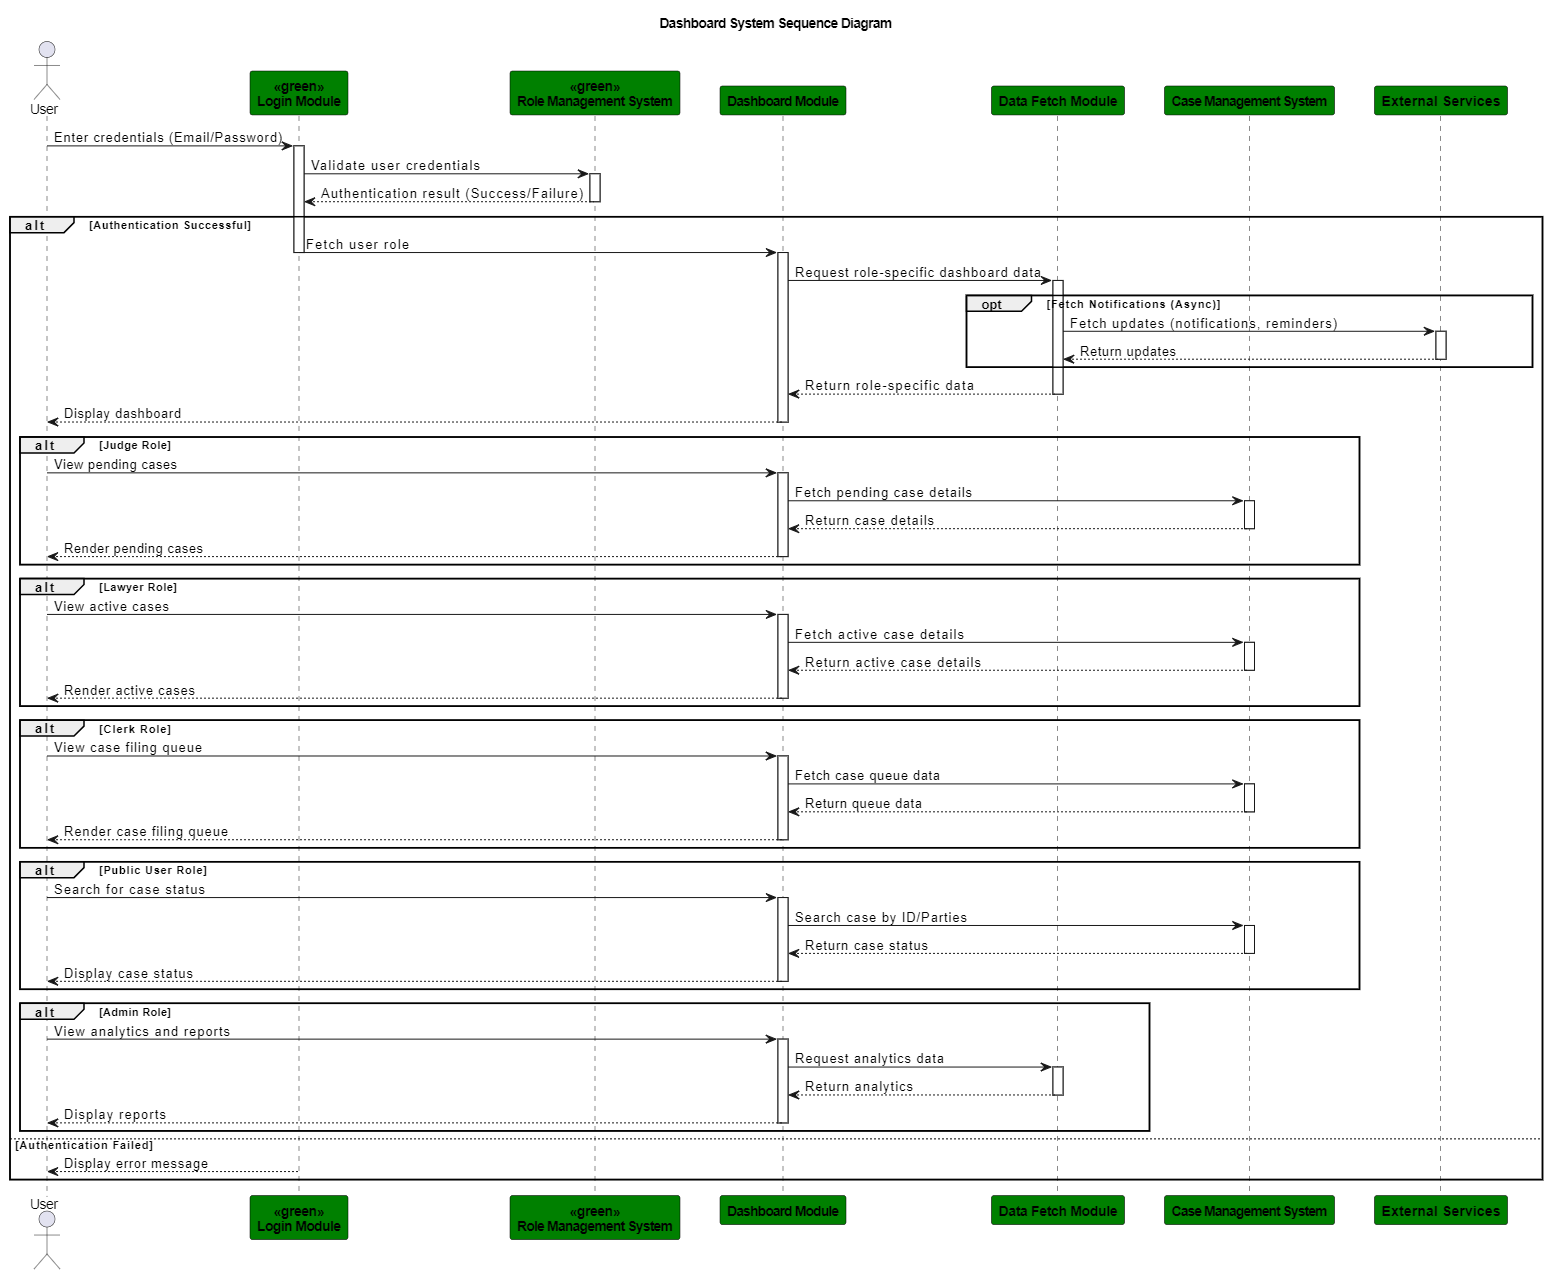 Dashboard System Sequence Diagram
User
«green»
Login Module
«green»
Role Management System
Dashboard Module
Data Fetch Module
Case Management System
External Services
Enter credentials (Email/Password)
Validate user credentials
Authentication result (Success/Failure)
alt
[Authentication Successful]
Fetch user role
Request role-specific dashboard data
opt
[Fetch Notifications (Async)]
Fetch updates (notifications, reminders)
Return updates
Return role-specific data
Display dashboard
alt
[Judge Role]
View pending cases
Fetch pending case details
Return case details
Render pending cases
alt
[Lawyer Role]
View active cases
Fetch active case details
Return active case details
Render active cases
alt
[Clerk Role]
View case filing queue
Fetch case queue data
Return queue data
Render case filing queue
alt
[Public User Role]
Search for case status
Search case by ID/Parties
Return case status
Display case status
alt
[Admin Role]
View analytics and reports
Request analytics data
Return analytics
Display reports
[Authentication Failed]
Display error message
User
«green»
Login Module
«green»
Role Management System
Dashboard Module
Data Fetch Module
Case Management System
External Services